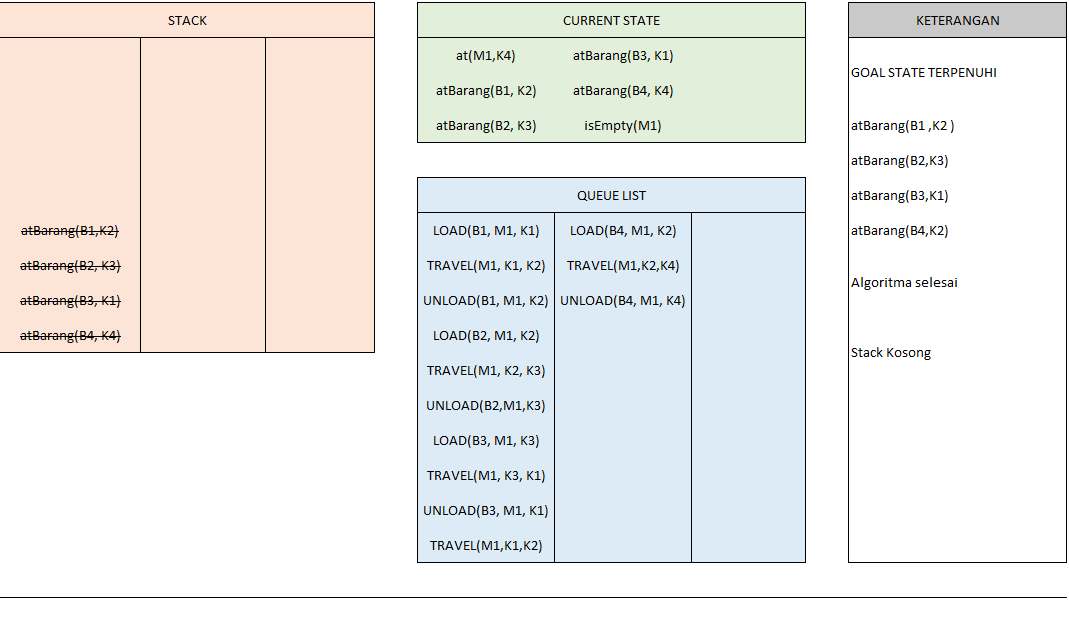 STACK
atBarang(B1,K2)
atBarang(B2, K3)
atBarang(B3, K1)
atBarang(B4, K4)
CURRENT STATE
at(M1,K4) atBarang(B3, K1)
atBarang(B1, K2) atBarang(B4, K4)
atBarang(B2, K3) isEmpty(M1)
QUEUE LIST
LOAD(B1, M1, K1) LOAD(B4, M1, K2)
TRAVEL(M1, K1, K2) TRAVEL(M1,K2,K4)
UNLOAD(B1, M1, K2) UNLOAD(B4, M1, K4)
LOAD(B2, M1, K2)
TRAVEL(M1, K2, K3)
UNLOAD(B2,M1,K3)
LOAD(B3, M1, K3)
TRAVEL(M1, K3, K1)
UNLOAD(B3, M1, K1)
TRAVEL(M1,K1,K2)
KETERANGAN
GOAL STATE TERPENUHI
atBarang(B1 ,K2 )
atBarang(B2,K3)
atBarang(B3,K1)
atBarang(B4,K2)
Algoritma selesai
Stack Kosong